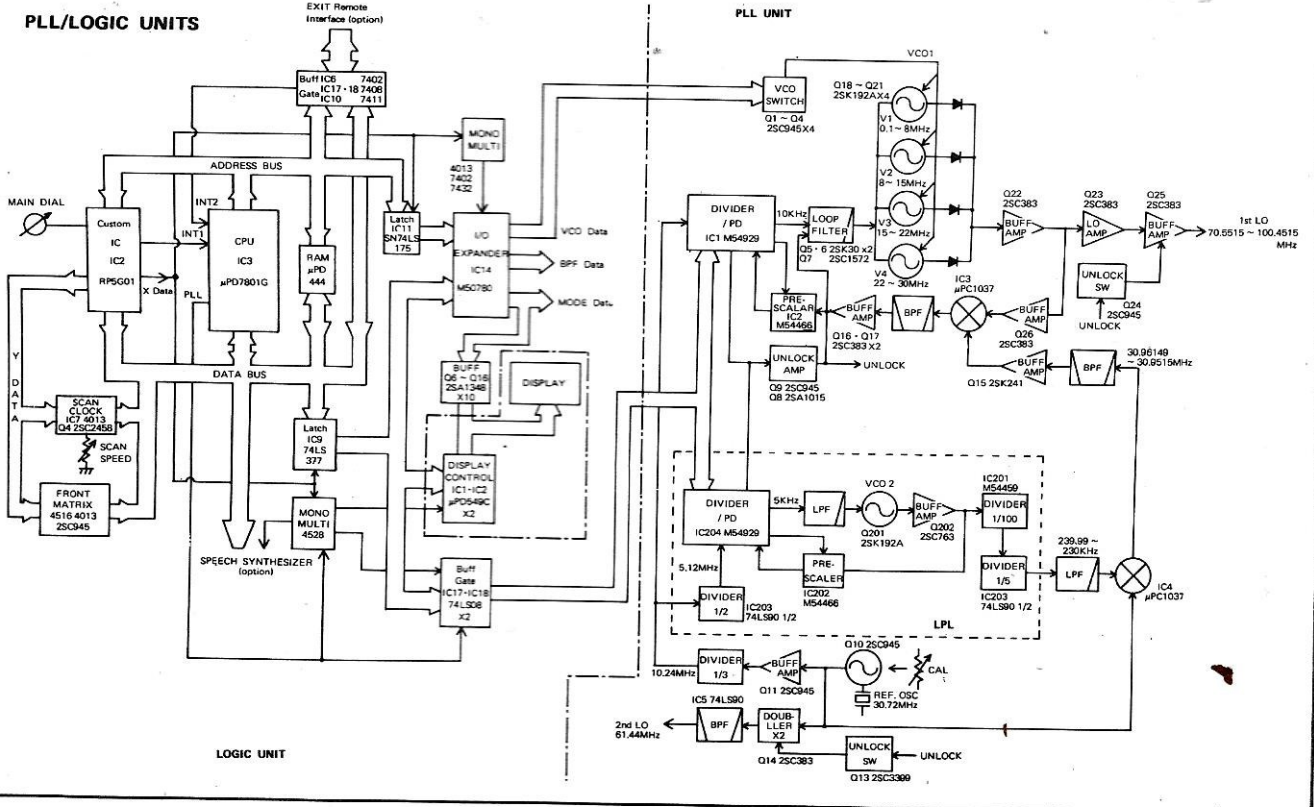 PLL/LOGIC UNITS
EXIT Remote
Interface (option)
Buff IC6 7402
Gate IC17·18 7408
IC10 7411
MONO
MULTI
4013
7402
7432
ADDRESS BUS
MAIN DIAL
Custom
IC
IC2
RP5G01
INT2
INT1
X Data
PLL
CPU
IC3
μPD7801G
RAM
μPD
444
Latch
IC11
SN74LS
175
I/O
EXPANDER
IC14
M50780
VCO Data
BPF Data
MODE Data
DATA BUS
Y DATA
SCAN
CLOCK
IC7 4013
Q4 2SC2458
SCAN
SPEED
FRONT
MATRIX
4516 4013
2SC945
Latch
IC9
74LS
377
MONO
MULTI
4528
SPEECH SYNTHESIZER
(option)
BUFF
Q6 ~ Q16
2SA1348
X10
DISPLAY
DISPLAY
CONTROL
IC1·IC2
μPD549C
X2
Buff
Gate
IC17·IC18
74LS08
X2
LOGIC UNIT
PLL UNIT
VCO
SWITCH
Q1 ~ Q4
2SC945X4
VCO1
Q18 ~ Q21
2SK192AX4
V1
0.1~ 8MHz
V2
8~ 15MHz
V3
15~ 22MHz
V4
22 ~ 30MHz
DIVIDER
/ PD
IC1 M54929
10KHz
LOOP
FILTER
Q5 · 6 2SK30 x2
Q7 2SC1572
Q22
2SC383
BUFF
AMP
Q23
2SC383
LO
AMP
Q25
2SC383
BUFF
AMP
1st LO
70.5515 ~ 100.4515
MHz
UNLOCK
SW
Q24
2SC945
UNLOCK
PRE-
SCALAR
IC2
M54466
BUFF
AMP
Q16 · Q17
2SC383 X2
BPF
IC3
μPC1037
BUFF
AMP
Q26
2SC383
UNLOCK
AMP
Q9 2SC945
Q8 2SA1015
UNLOCK
BUFF
AMP
Q15 2SK241
BPF
30.96149
~ 30.9515MHz
DIVIDER
/ PD
IC204 M54929
5KHz
LPF
VCO 2
Q201
2SK192A
BUFF
AMP
Q202
2SC763
IC201
M54459
DIVIDER
1/100
DIVIDER
1/5
IC203
74LS90 1/2
5.12MHz
DIVIDER
1/2
IC203
74LS90 1/2
PRE-
SCALER
IC202
M54466
LPL
239.99 ~
230KHz
LPF
IC4
μPC1037
10.24MHz
DIVIDER
1/3
IC5 74LS90
BUFF
AMP
Q11 2SC945
Q10 2SC945
REF. OSC
30.72MHz
CAL
2nd LO
61.44MHz
BPF
DOUB-
LLER
X2
Q14 2SC383
UNLOCK
SW
Q13 2SC3399
UNLOCK